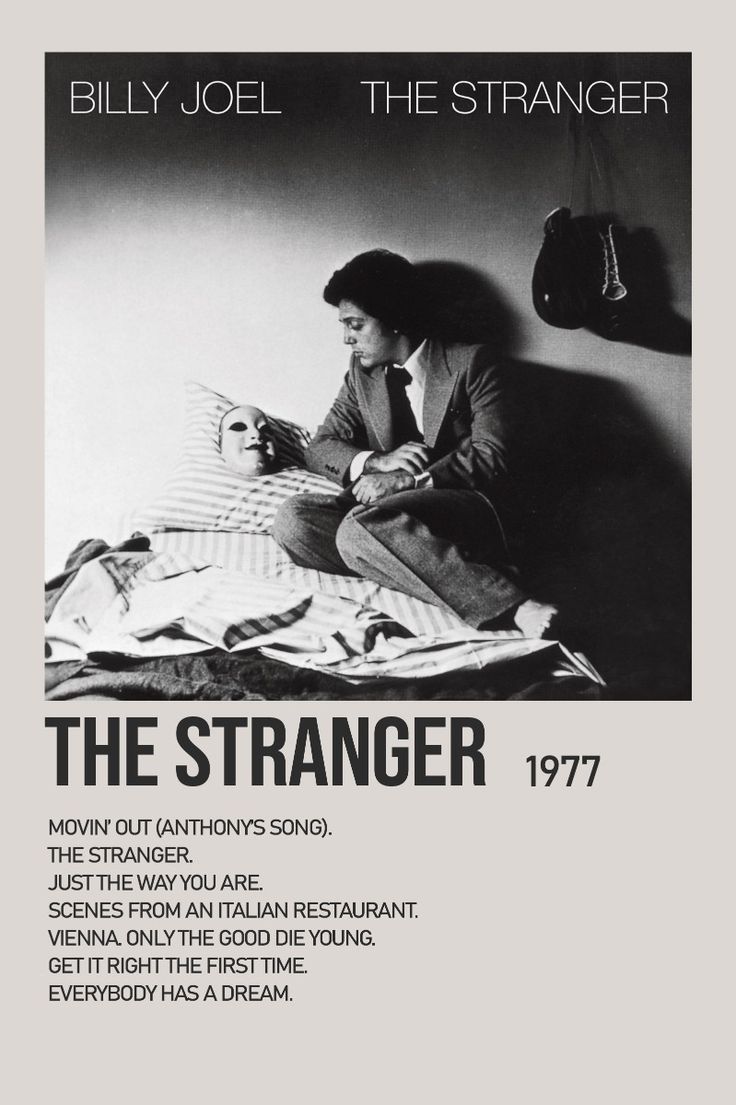 BILLY JOEL THE STRANGER
THE STRANGER 1977
MOVIN' OUT (ANTHONY'S SONG).
THE STRANGER.
JUST THE WAY YOU ARE.
SCENES FROM AN ITALIAN RESTAURANT.
VIENNA. ONLY THE GOOD DIE YOUNG.
GET IT RIGHT THE FIRST TIME.
EVERYBODY HAS A DREAM.